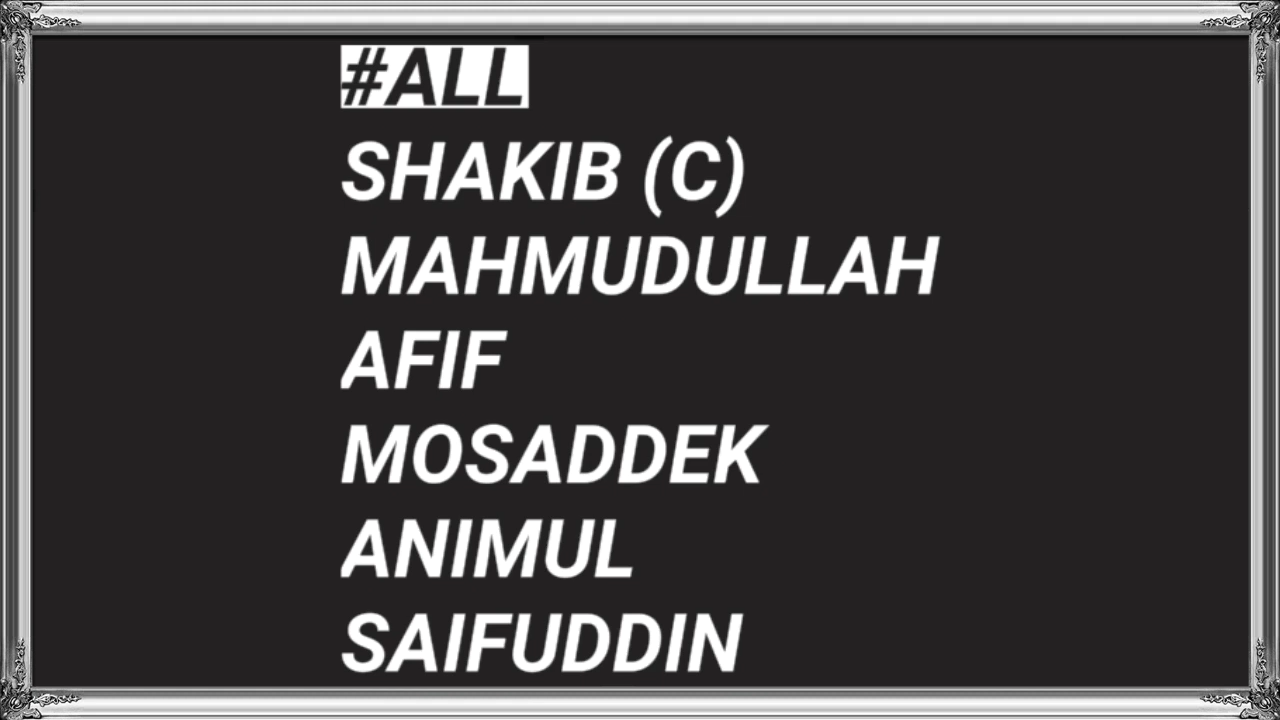 #ALL
SHAKIB (C)
MAHMUDULLAH
AFIF
MOSADDEK
ANIMUL
SAIFUDDIN